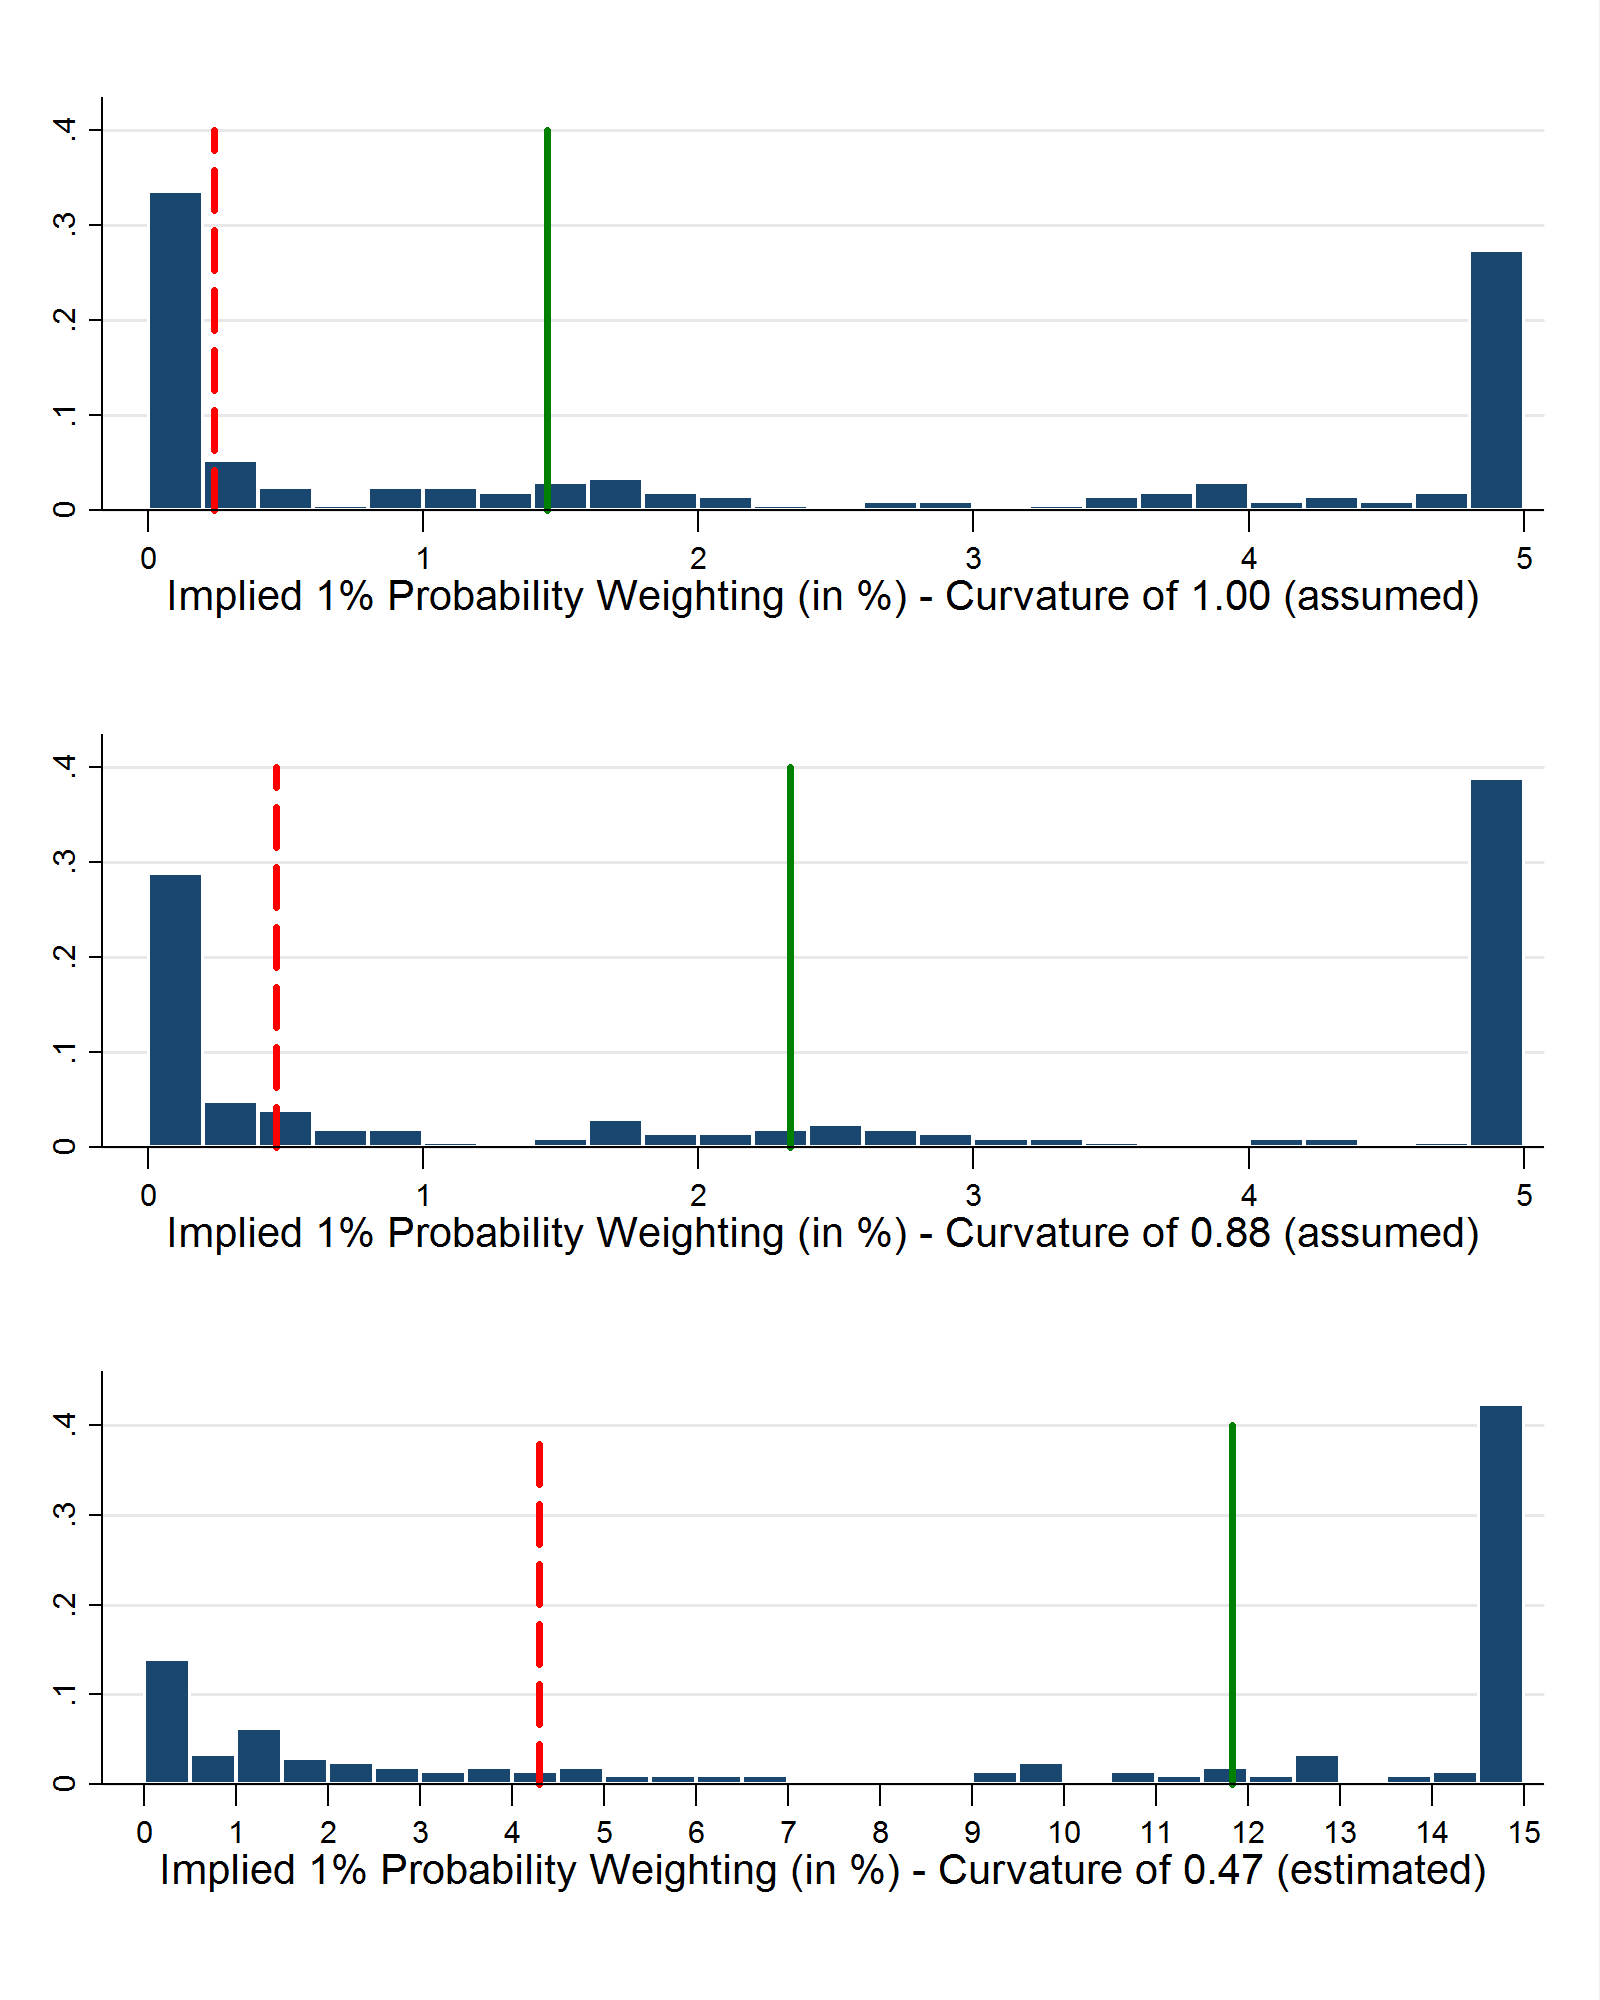 .4
.3
.2
.1
0
0 1 2 3 4 5
Implied 1% Probability Weighting (in %) - Curvature of 1.00 (assumed)
.4
.3
.2
.1
0
0 1 2 3 4 5
Implied 1% Probability Weighting (in %) - Curvature of 0.88 (assumed)
.4
.3
.2
.1
0
0 1 2 3 4 5 6 7 8 9 10 11 12 13 14 15
Implied 1% Probability Weighting (in %) - Curvature of 0.47 (estimated)